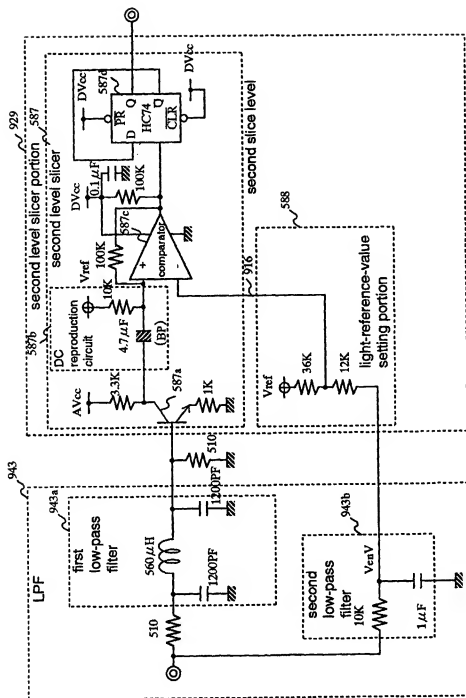 929
second level slicer portion
587
second level slicer
587b
DC
reproduction
circuit
Vref
10K
4.7µF
(BP)
100K
587c
DVcc
0.1µF
100K
+
-
comparator
DVcc
587d
PR
D
Q
HC74
Q
CLR
DVcc
AVcc
3.3K
587a
1K
second slice level
916
588
Vref
36K
12K
light-reference-value
setting portion
943
LPF
943a
first
low-pass
filter
560µH
1200PF
1200PF
510
510
943b
second
low-pass
filter
10K
VenV
1µF